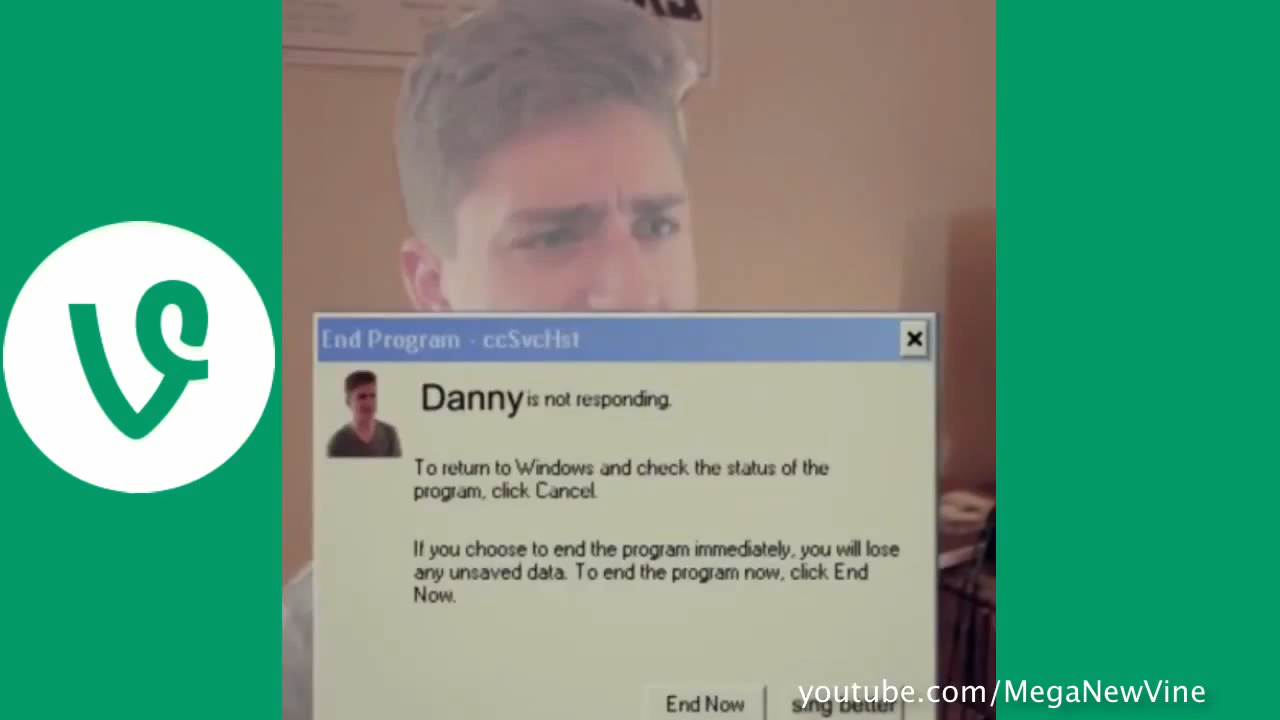 End Program - ccSvcHst
Danny is not responding.
To return to Windows and check the status of the
program, click Cancel.
If you choose to end the program immediately, you will lose
any unsaved data. To end the program now, click End
Now.
End Now
sing better
youtube.com/MegaNewVine